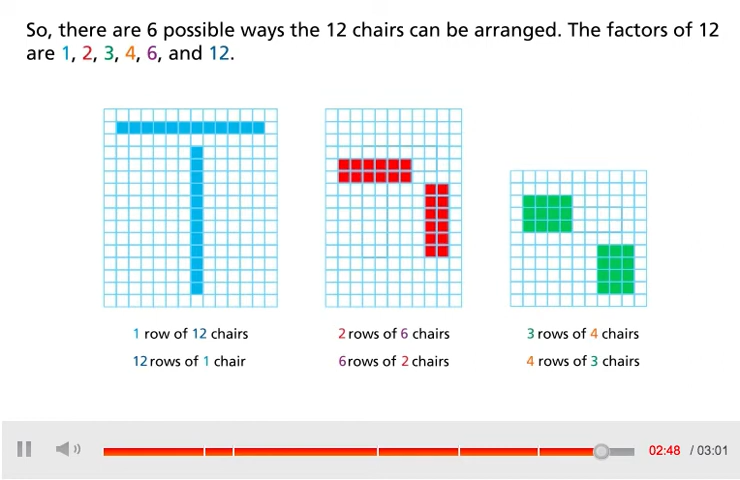 So, there are 6 possible ways the 12 chairs can be arranged. The factors of 12
are 1, 2, 3, 4, 6, and 12.
1 row of 12 chairs
12 rows of 1 chair
2 rows of 6 chairs
6 rows of 2 chairs
3 rows of 4 chairs
4 rows of 3 chairs
02:48 / 03:01